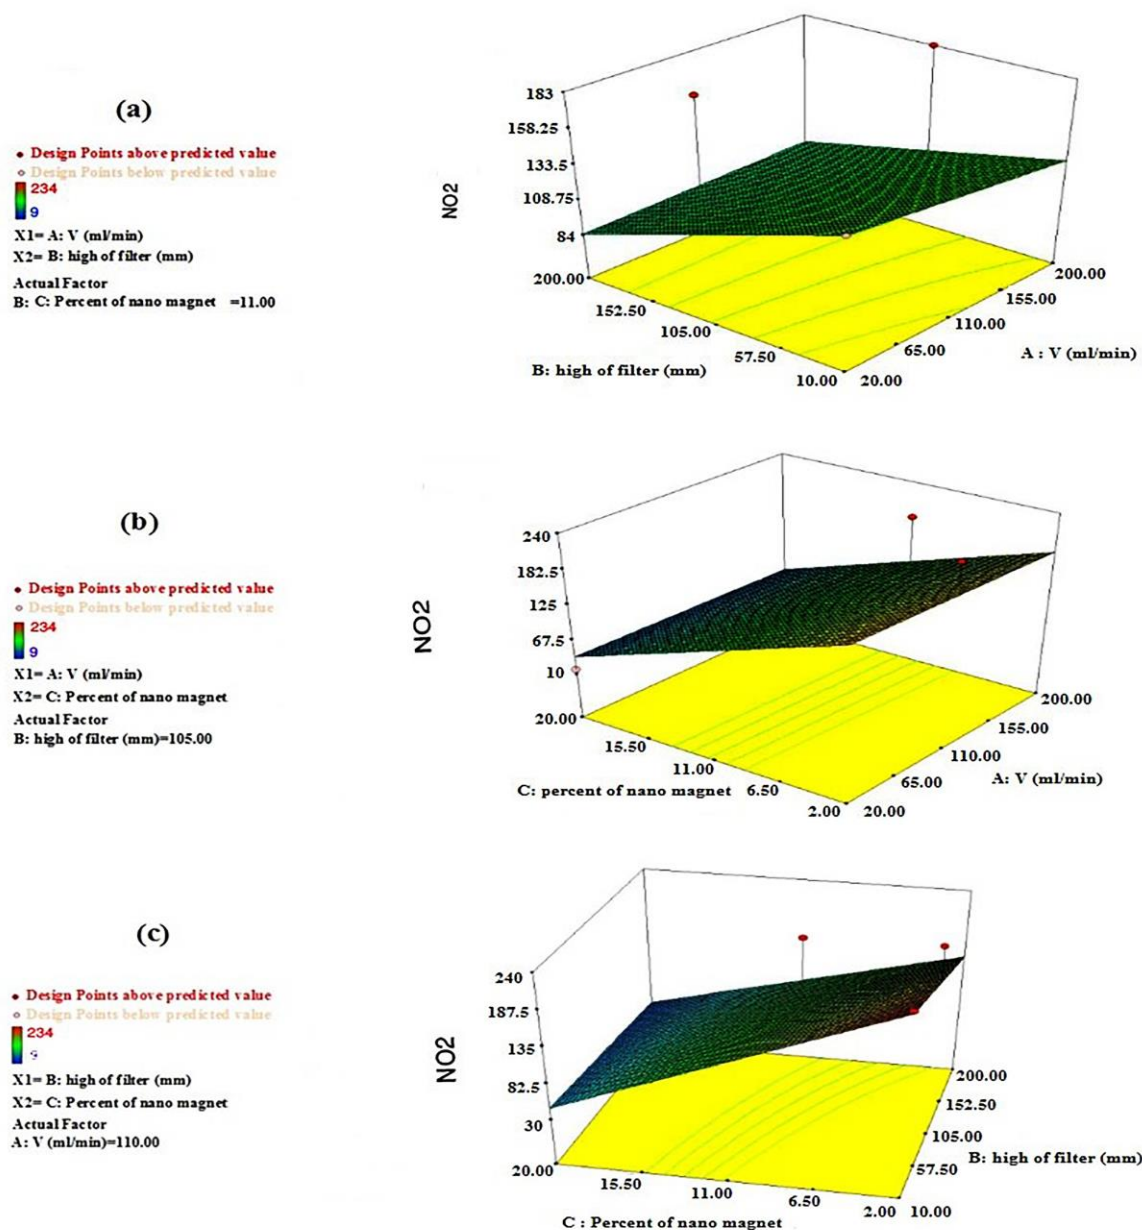 (a)
Design Points above predicted value
Design Points below predicted value
234
9
X1= A: V (ml/min)
X2= B: high of filter (mm)
Actual Factor
B: C: Percent of nano magnet =11.00
NO2
183
158.25
133.5
108.75
84
200.00
152.50
105.00
57.50
10.00
B: high of filter (mm)
20.00
65.00
110.00
155.00
200.00
A : V (ml/min)
(b)
Design Points above predicted value
Design Points below predicted value
234
9
X1= A: V (ml/min)
X2= C: Percent of nano magnet
Actual Factor
B: high of filter (mm)=105.00
NO2
240
182.5
125
67.5
10
20.00
15.50
11.00
6.50
2.00
C: percent of nano magnet
20.00
65.00
110.00
155.00
200.00
A: V (ml/min)
(c)
Design Points above predicted value
Design Points below predicted value
234
9
X1= B: high of filter (mm)
X2= C: Percent of nano magnet
Actual Factor
A: V (ml/min)=110.00
NO2
240
187.5
135
82.5
30
20.00
15.50
11.00
6.50
2.00
C : Percent of nano magnet
10.00
57.50
105.00
152.50
200.00
B: high of filter (mm)